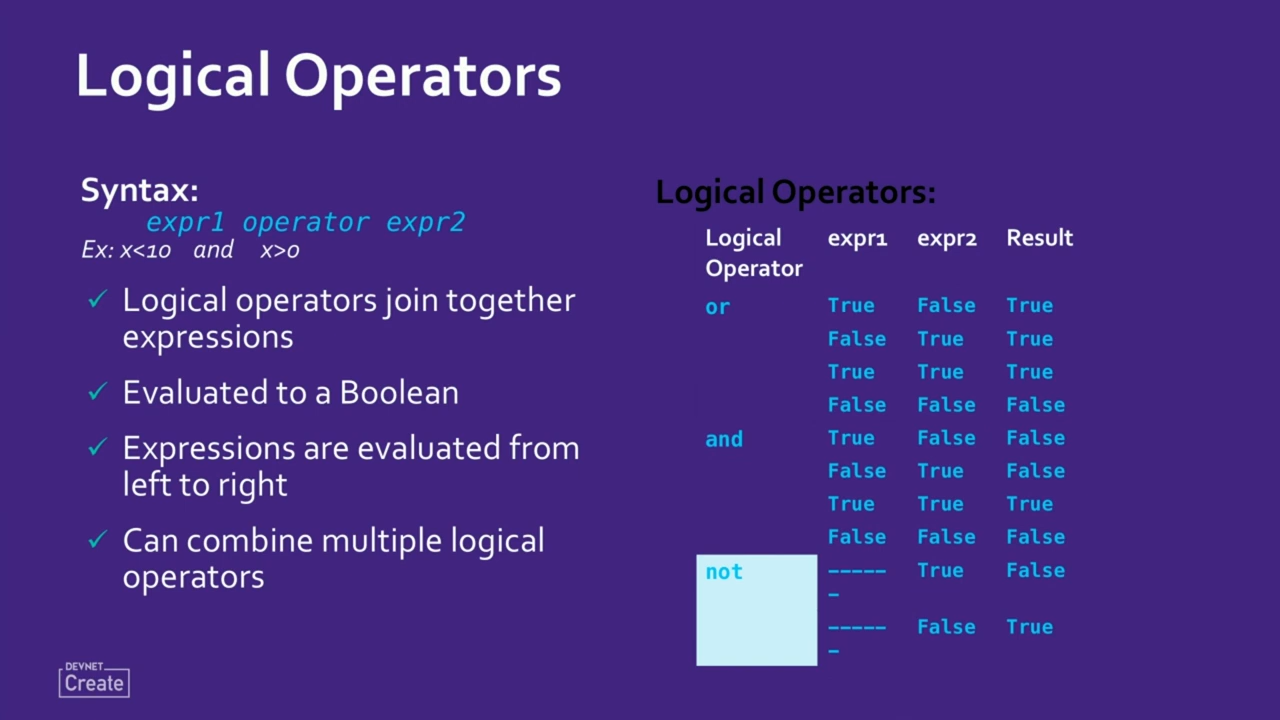 Logical Operators
Syntax:
expr1 operator expr2
Ex: x<10 and x>0
✓ Logical operators join together
expressions
✓ Evaluated to a Boolean
✓ Expressions are evaluated from
left to right
✓ Can combine multiple logical
operators
Logical Operators:
Logical expr1 expr2 Result
Operator
or True False True
False True True
True True True
False False False
and True False False
False True False
True True True
False False False
not ----- True False
-
----- False True
-
DEVNET
Create